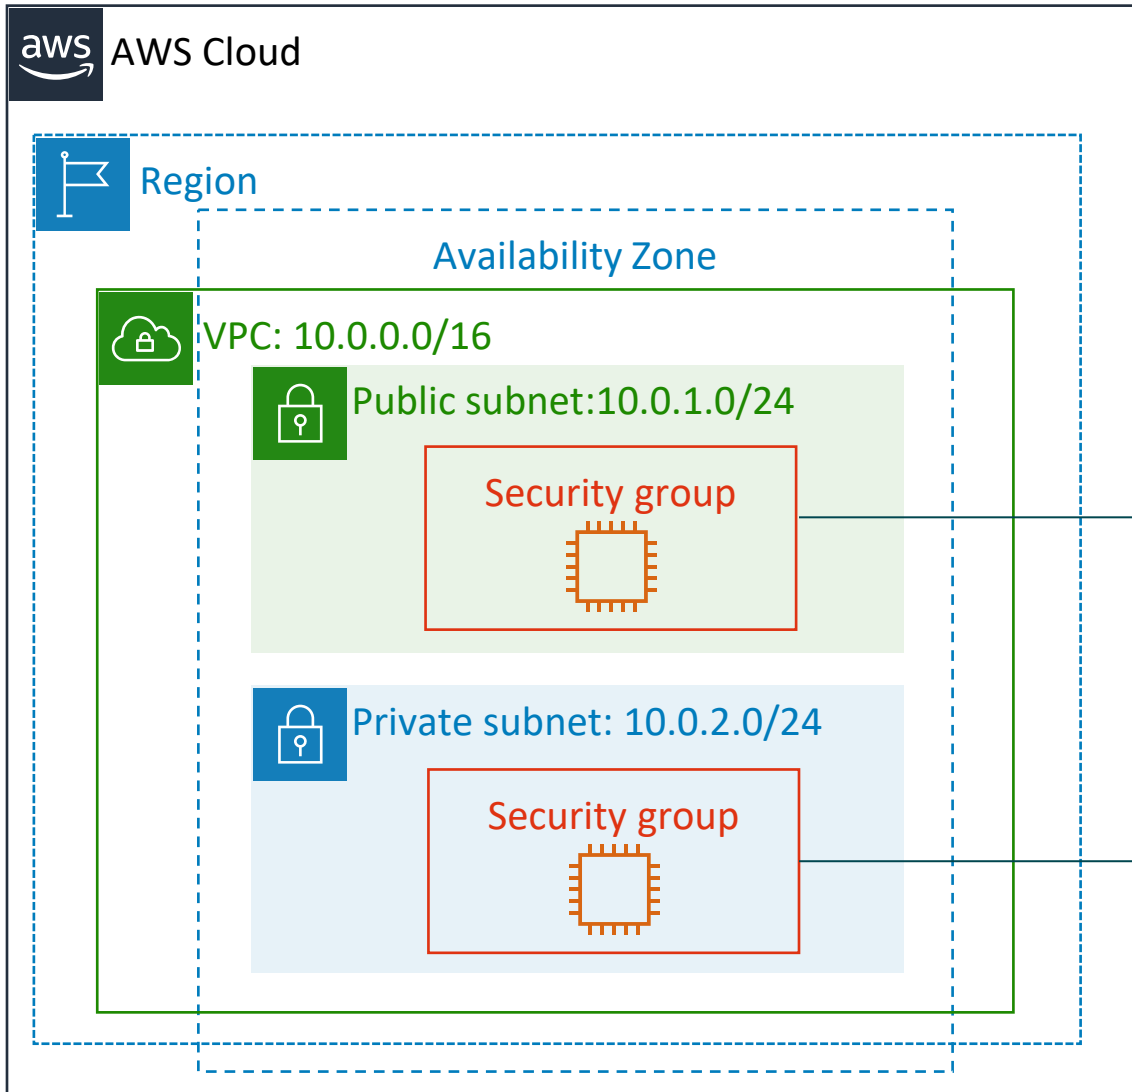 aws AWS Cloud
Region
Availability Zone
VPC: 10.0.0.0/16
Public subnet:10.0.1.0/24
Security group
Private subnet: 10.0.2.0/24
Security group